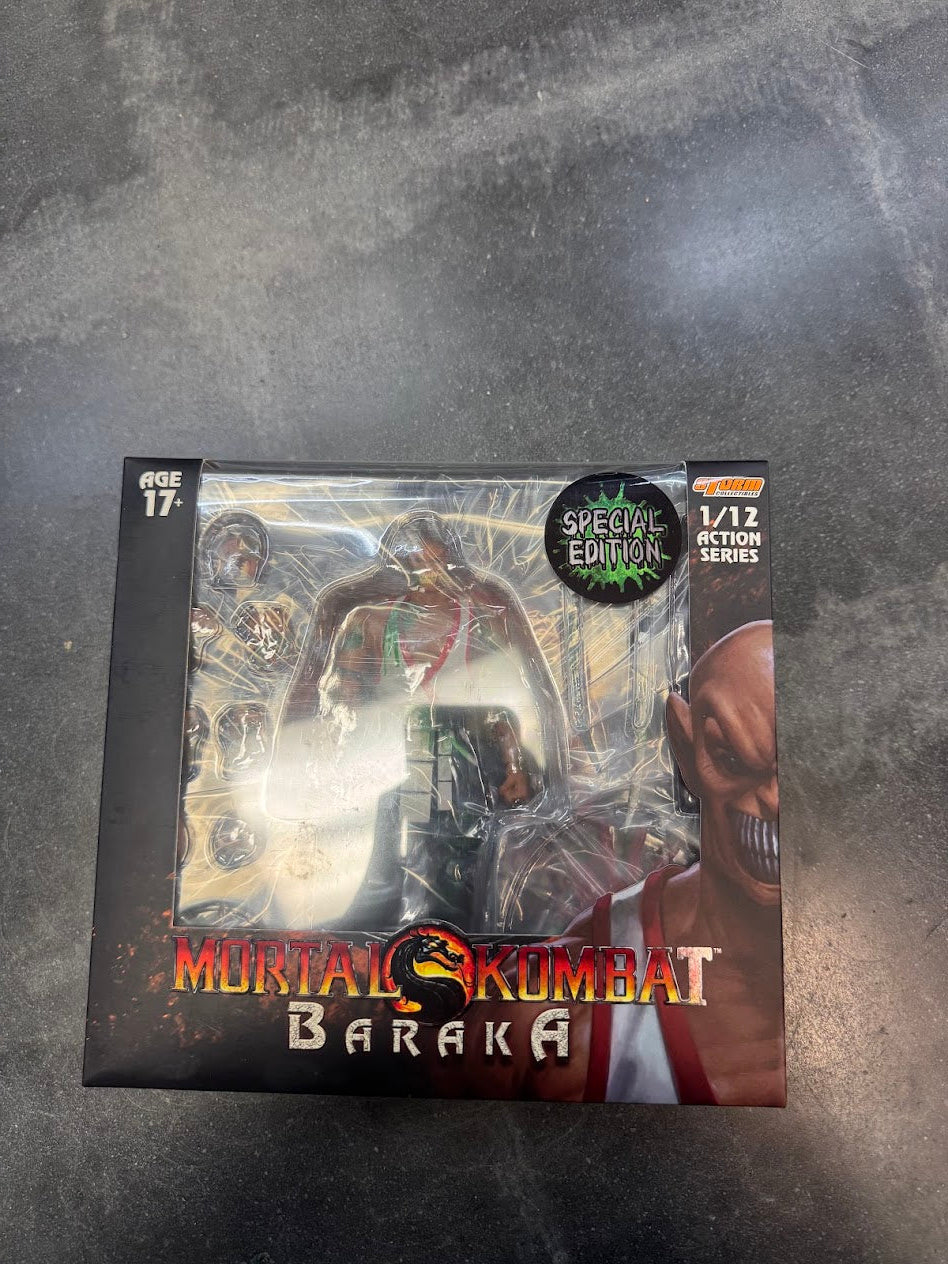 AGE
17+
SPECIAL
EDITION
STORM
COLLECTIBLES
1/12
ACTION
SERIES
MORTAL KOMBAT™
BARAKA